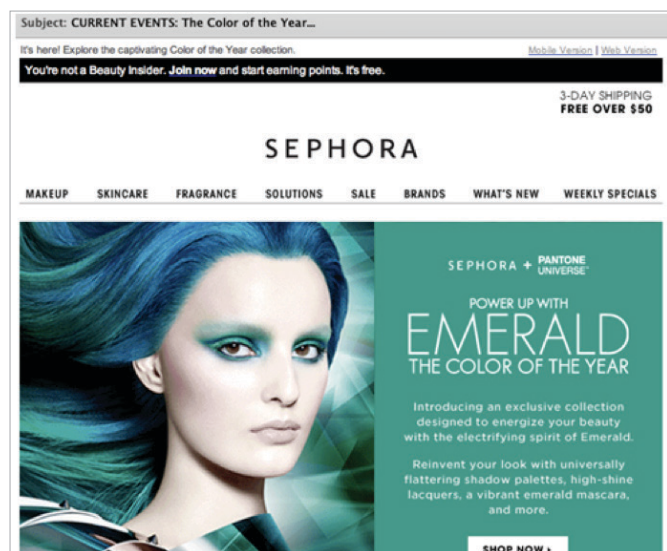 Subject: CURRENT EVENTS: The Color of the Year...
It's here! Explore the captivating Color of the Year collection.
Mobile Version | Web Version
You're not a Beauty Insider. Join now and start earning points. It's free.
3-DAY SHIPPING
FREE OVER $50
SEPHORA
MAKEUP SKINCARE FRAGRANCE SOLUTIONS SALE BRANDS WHAT'S NEW WEEKLY SPECIALS
SEPHORA + PANTONE UNIVERSE™
POWER UP WITH
EMERALD
THE COLOR OF THE YEAR
Introducing an exclusive collection
designed to energize your beauty
with the electrifying spirit of Emerald.
Reinvent your look with universally
flattering shadow palettes, high-shine
lacquers, a vibrant emerald mascara,
and more.
SHOP NOW ▸